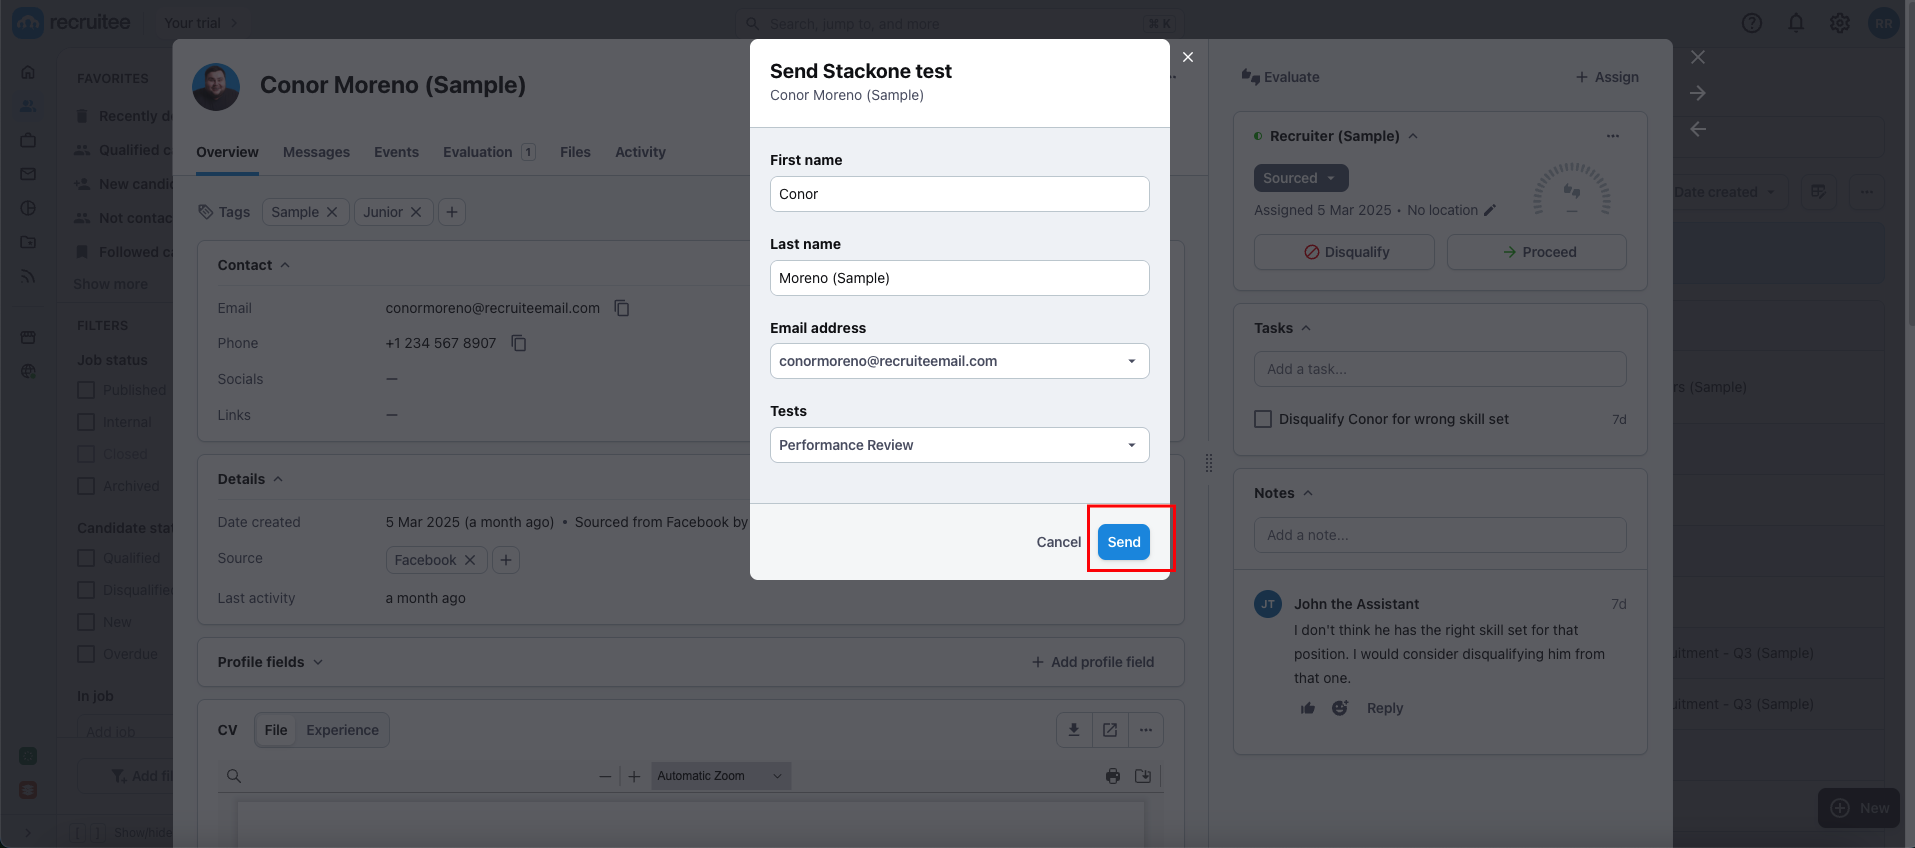 recruitee
Your trial
Search, jump to, and more
⌘ K
RR
FAVORITES
Recently
Qualified
New
Not
Followed
Show more
FILTERS
Job status
Published
Internal
Closed
Archived
Candidate
Qualified
Disqualified
New
Overdue
In job
Add job
Add
Show/hide
Conor Moreno (Sample)
Overview
Messages
Events
Evaluation 1
Files
Activity
Tags
Sample
Junior
Contact
Email
conormoreno@recruiteemail.com
Phone
+1 234 567 8907
Socials
—
Links
—
Details
Date created
5 Mar 2025 (a month ago) • Sourced from Facebook by
Source
Facebook
Last activity
a month ago
Profile fields
+ Add profile field
CV
File
Experience
Automatic Zoom
Send Stackone test
Conor Moreno (Sample)
First name
Conor
Last name
Moreno (Sample)
Email address
conormoreno@recruiteemail.com
Tests
Performance Review
Cancel
Send
Evaluate
+ Assign
Recruiter (Sample)
Sourced
Assigned 5 Mar 2025 • No location
Disqualify
Proceed
Tasks
Add a task...
Disqualify Conor for wrong skill set
7d
Notes
Add a note...
JT
John the Assistant
7d
I don't think he has the right skill set for that
position. I would consider disqualifying him from
that one.
Reply
Date created
(Sample)
- Q3 (Sample)
- Q3 (Sample)
New